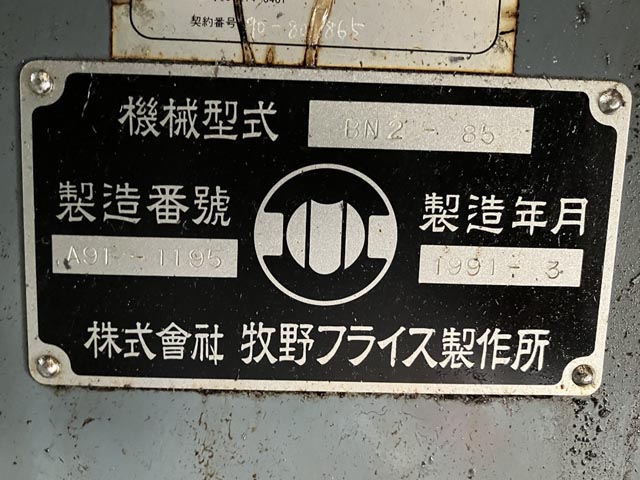 契約番号
機械型式 BN2-85
製造番號 製造年月
A91-1195 1991-3
株式會社 牧野フライス製作所